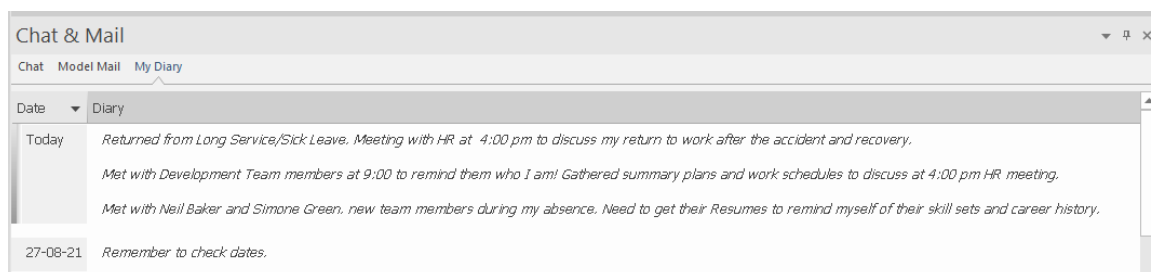 Chat & Mail
Chat Model Mail My Diary
Date Diary
Today Returned from Long Service/Sick Leave. Meeting with HR at 4:00 pm to discuss my return to work after the accident and recovery.
Met with Development Team members at 9:00 to remind them who I am! Gathered summary plans and work schedules to discuss at 4:00 pm HR meeting.
Met with Neil Baker and Simone Green, new team members during my absence. Need to get their Resumes to remind myself of their skill sets and career history.
27-08-21 Remember to check dates.